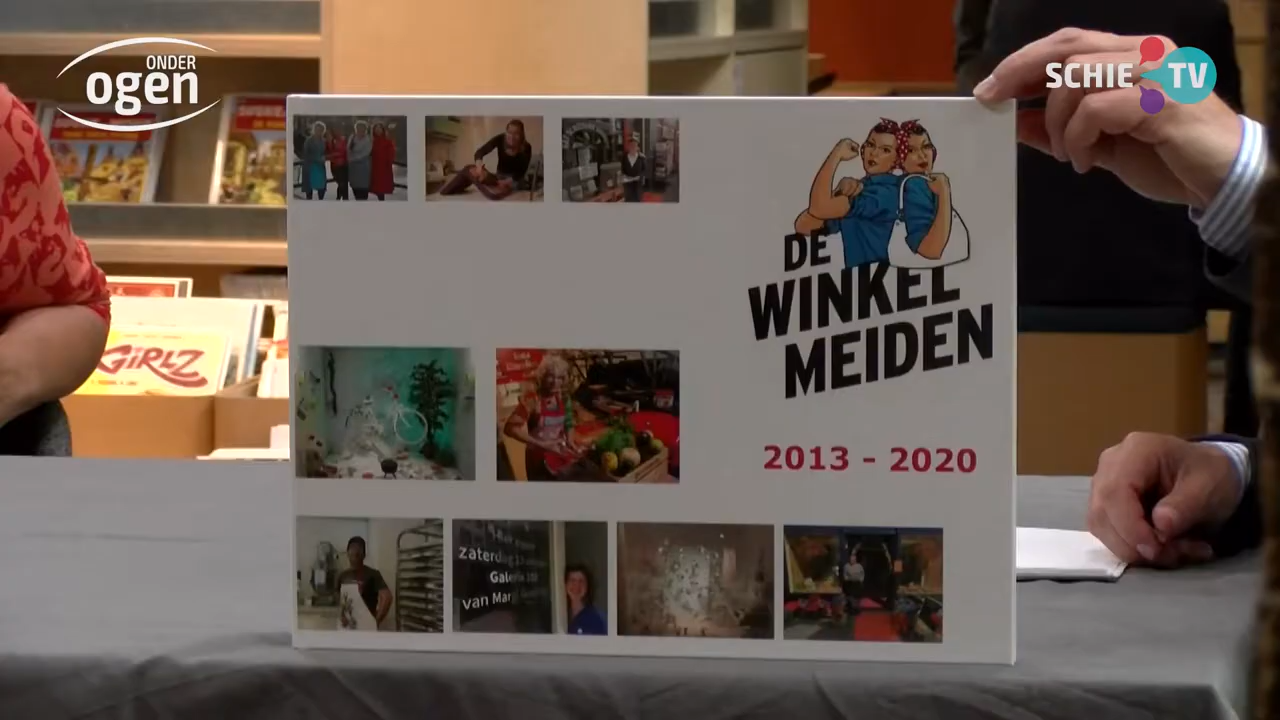 ONDER
ogen
SCHIE TV
DE
WINKEL
MEIDEN
2013 - 2020
GiRLZ
zaterdag
Galerie
van